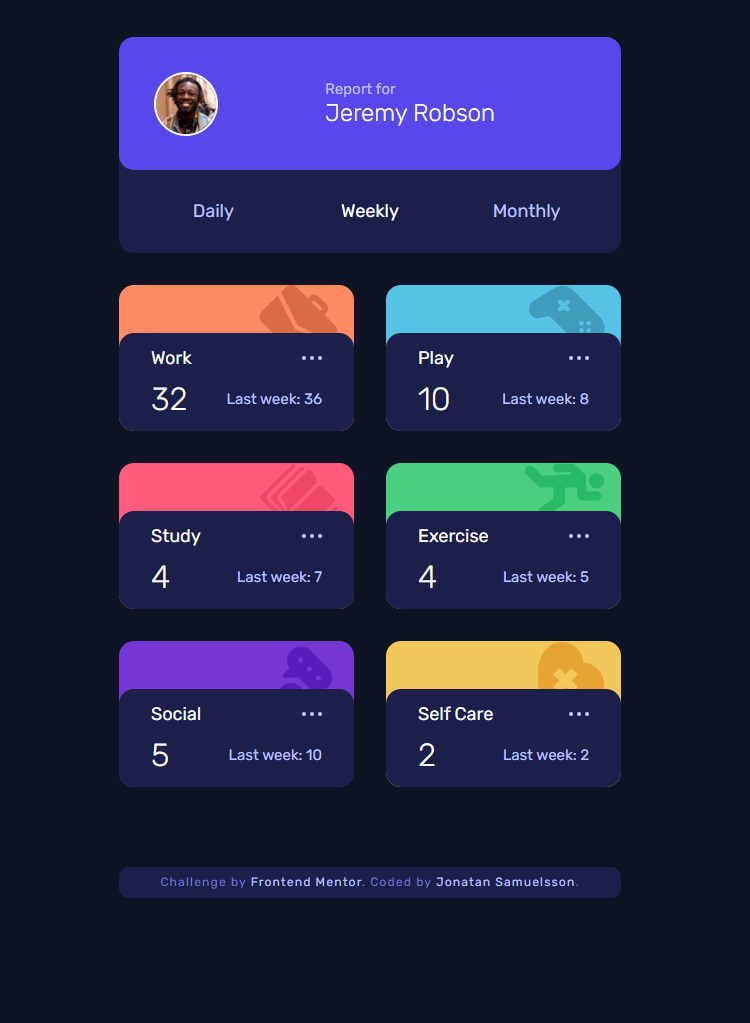 Report for
Jeremy Robson
Daily Weekly Monthly
Work
32 Last week: 36
Play
10 Last week: 8
Study
4 Last week: 7
Exercise
4 Last week: 5
Social
5 Last week: 10
Self Care
2 Last week: 2
Challenge by Frontend Mentor. Coded by Jonatan Samuelsson.